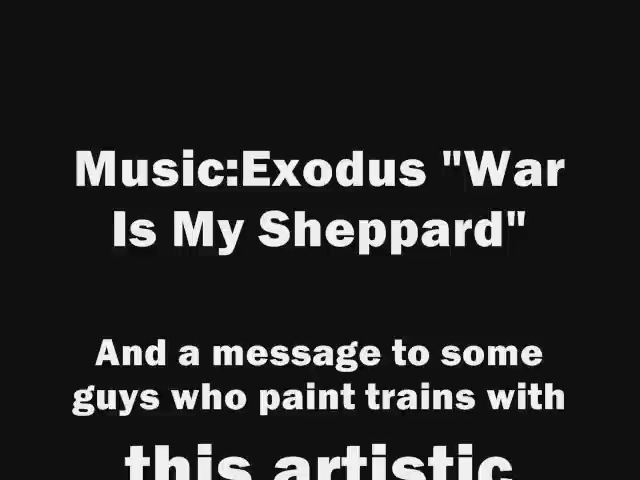 Music:Exodus "War
Is My Sheppard"
And a message to some
guys who paint trains with
this artistic